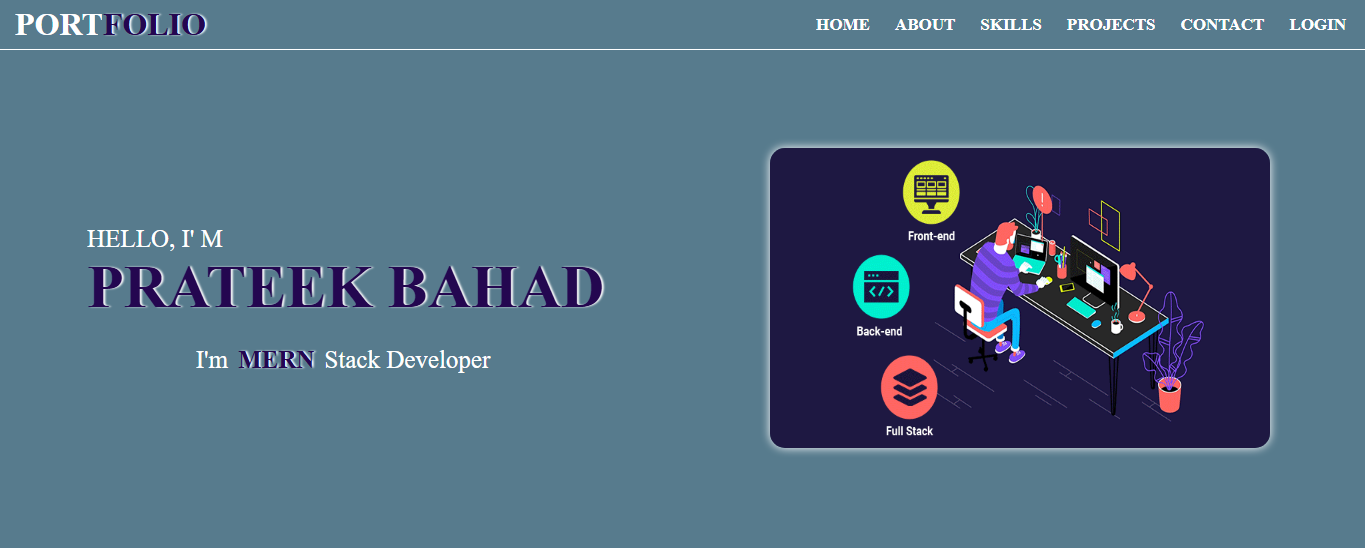 PORTFOLIO
HOME ABOUT SKILLS PROJECTS CONTACT LOGIN
HELLO, I' M
PRATEEK BAHAD
I'm MERN Stack Developer
Front-end
Back-end
Full Stack